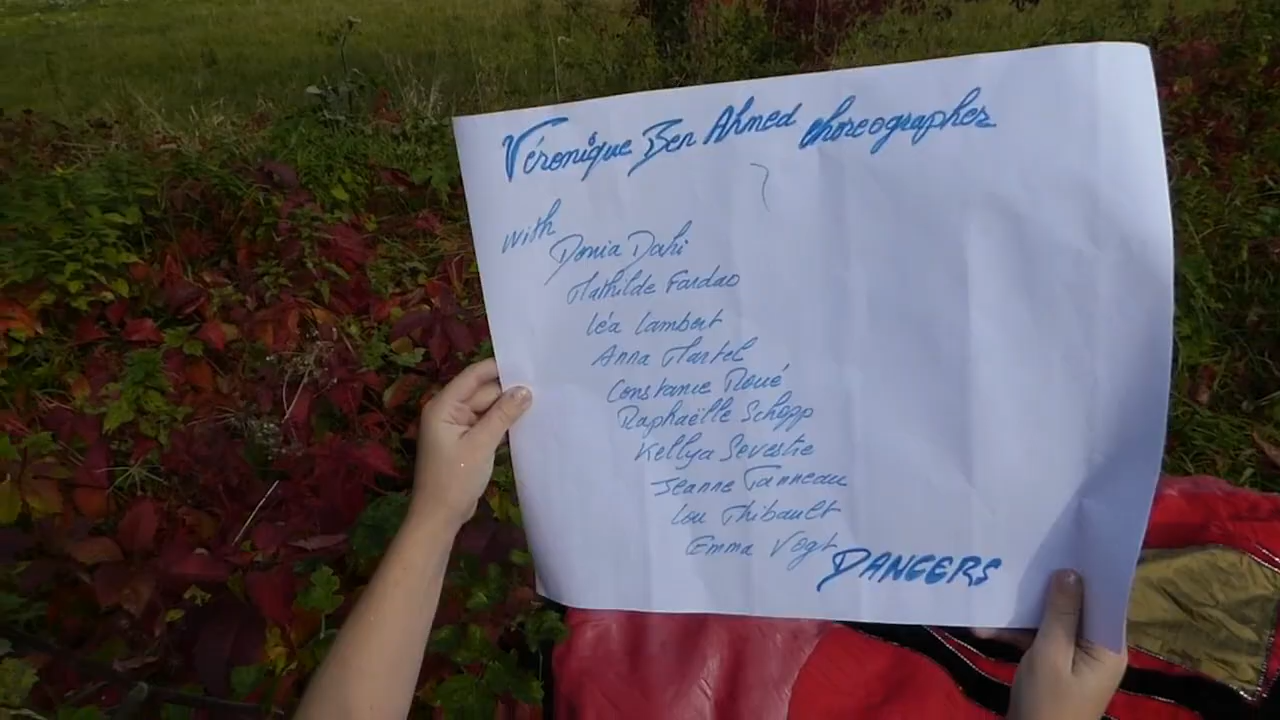 Véronique Ben Ahmed choreographer
with
Donia Dahi
Mathilde Fardao
Léa Lambert
Anna Martel
Constance Roué
Raphaëlle Schopp
Kellya Sevestre
Jeanne Tanneau
Lou Thibault
Emma Vogt
DANCERS